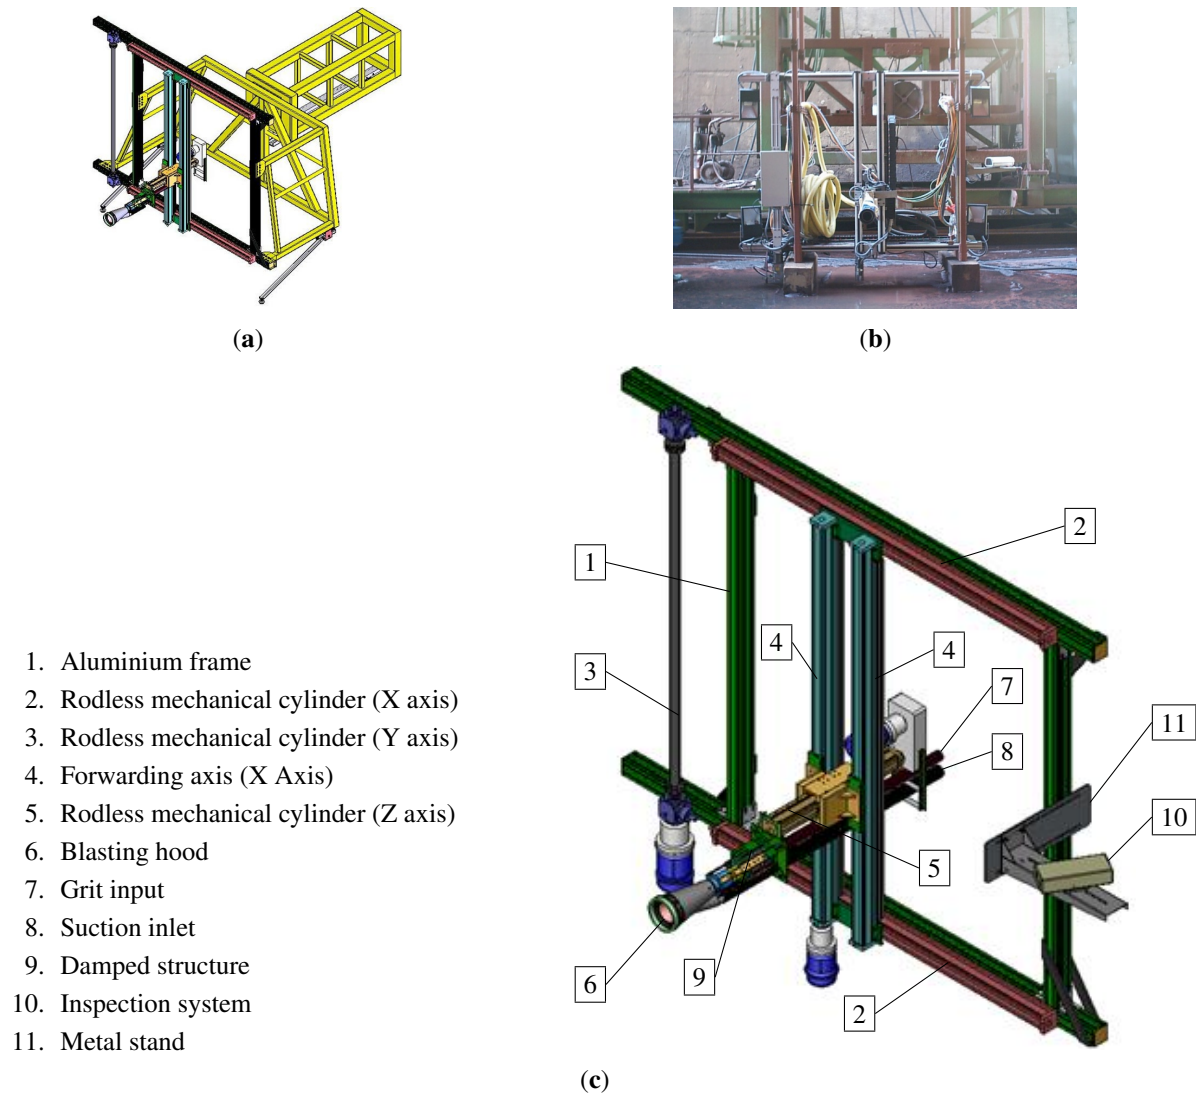 (a)
(b)
1. Aluminium frame
2. Rodless mechanical cylinder (X axis)
3. Rodless mechanical cylinder (Y axis)
4. Forwarding axis (X Axis)
5. Rodless mechanical cylinder (Z axis)
6. Blasting hood
7. Grit input
8. Suction inlet
9. Damped structure
10. Inspection system
11. Metal stand
2
1
4
4
3
7
11
8
10
5
9
6
2
(c)